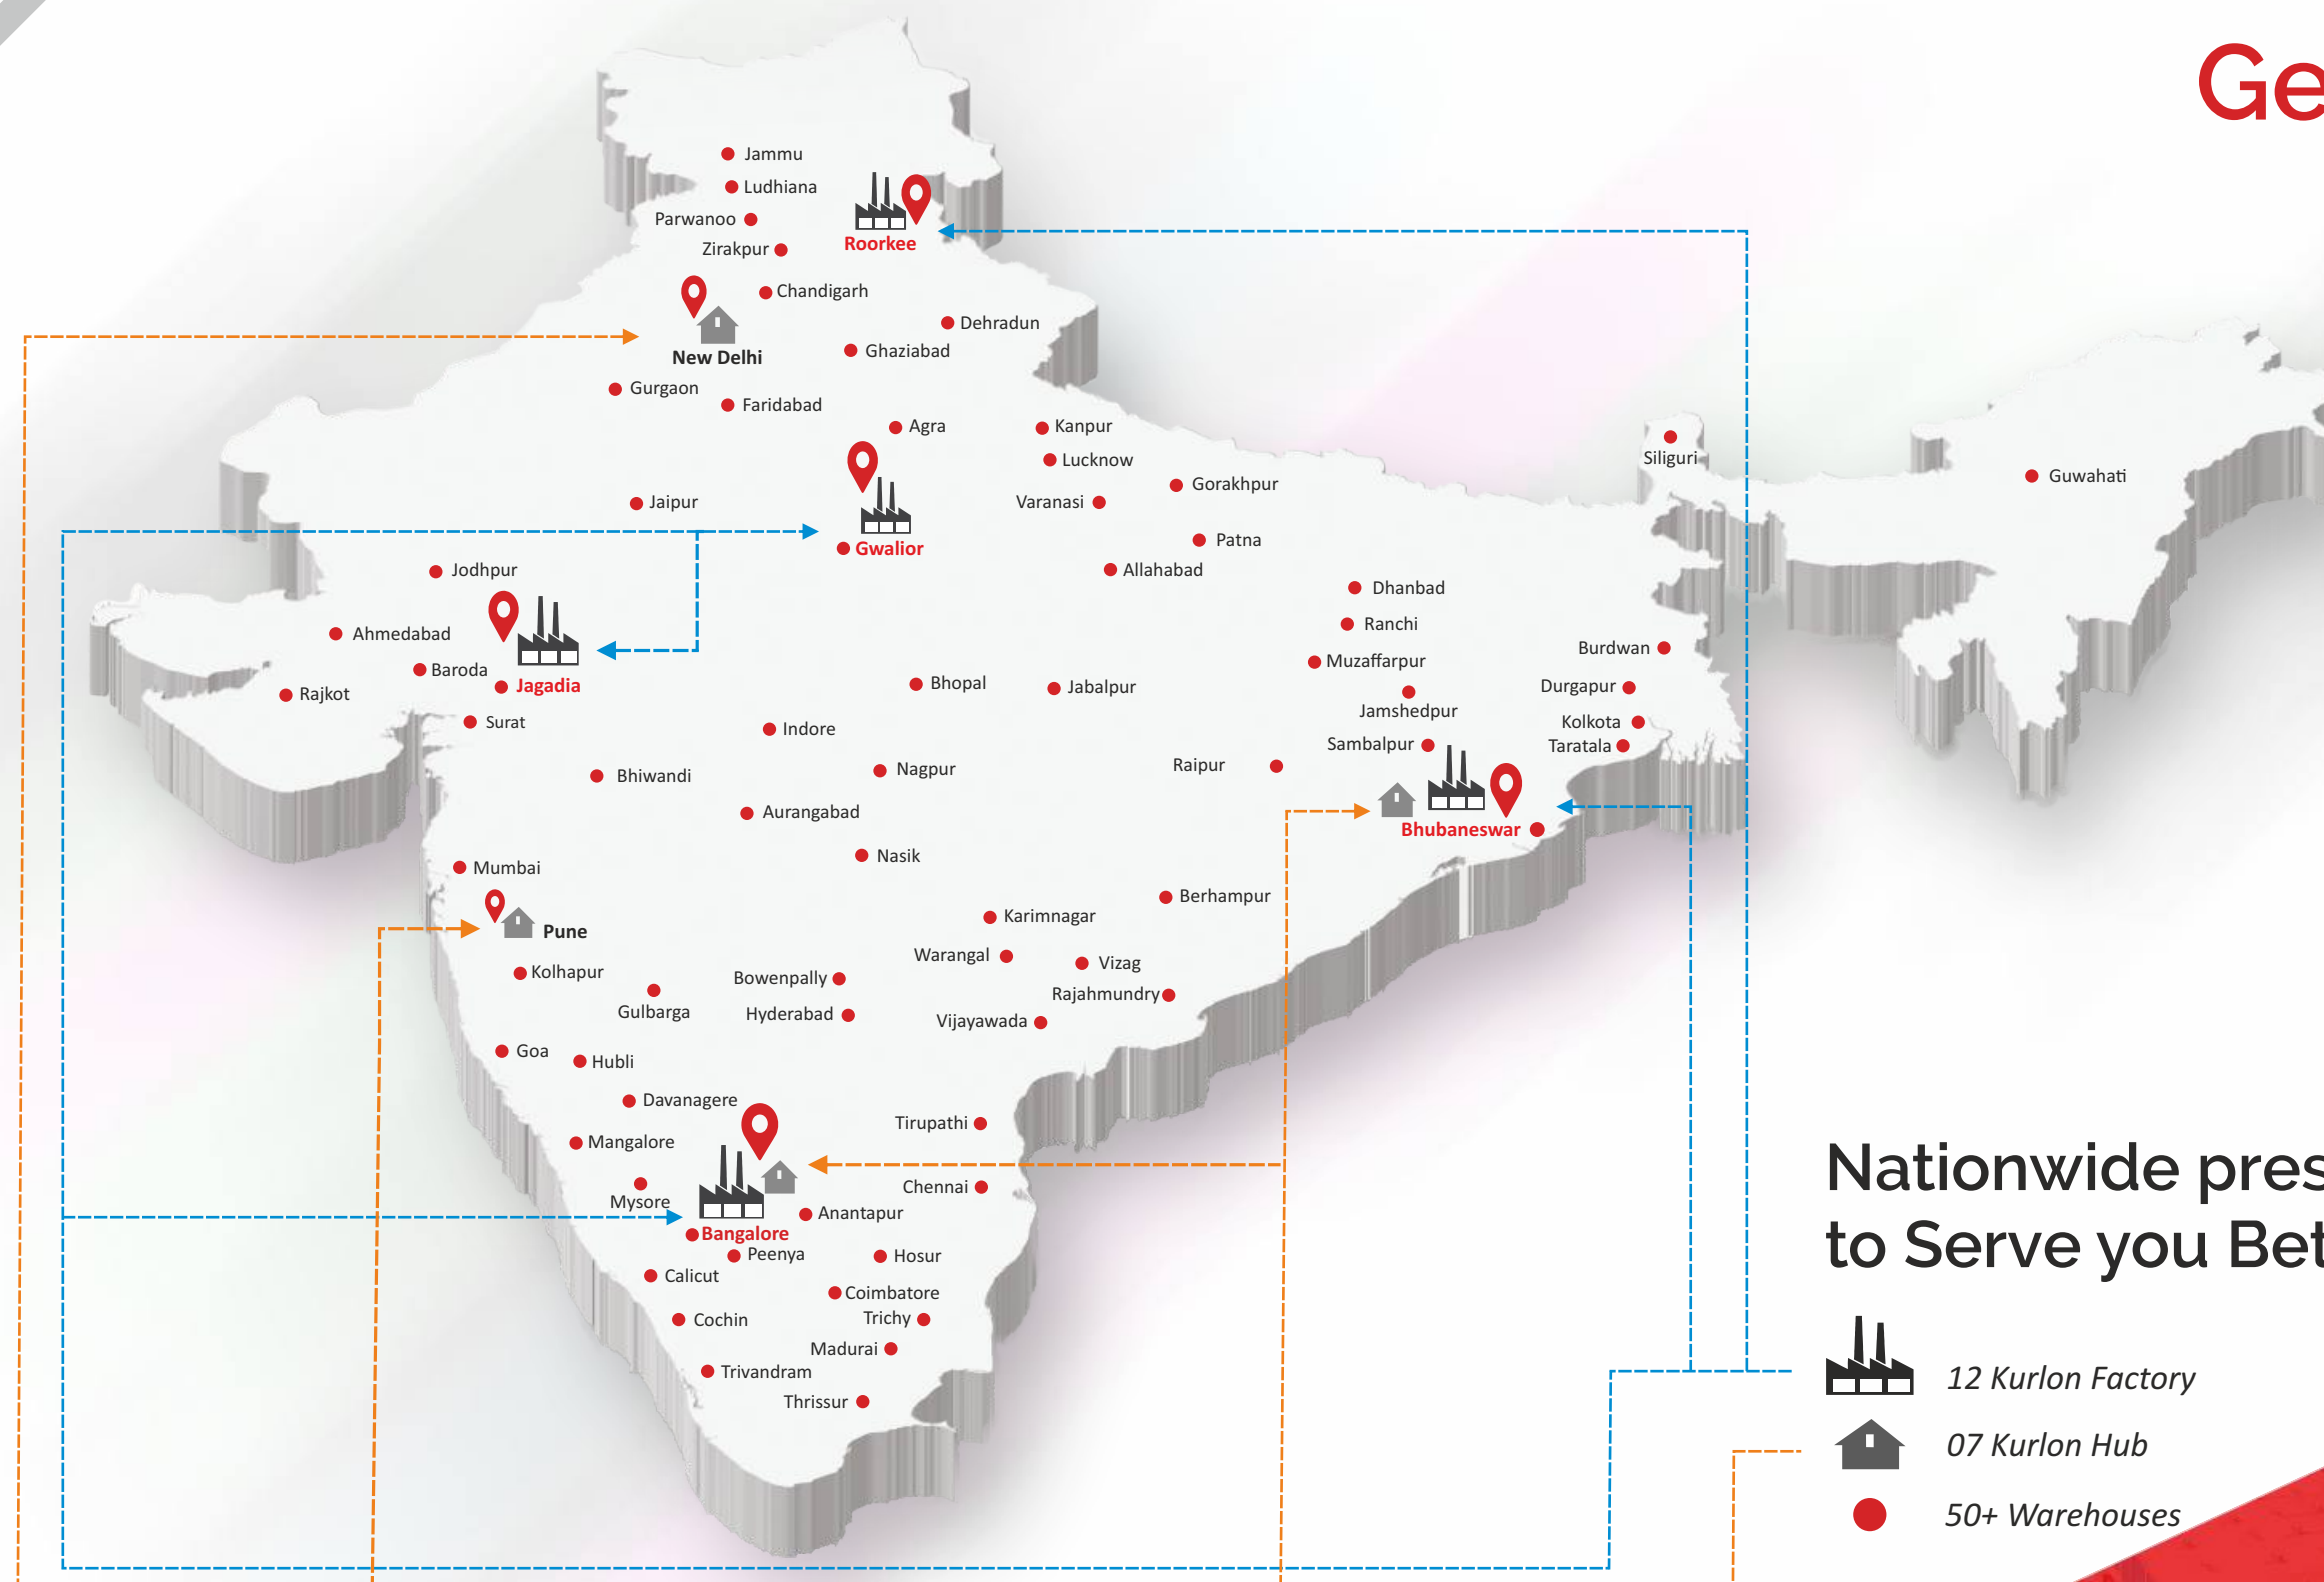 Ge
Jammu
Ludhiana
Parwanoo
Roorkee
Zirakpur
Chandigarh
Dehradun
New Delhi
Ghaziabad
Gurgaon
Faridabad
Agra
Kanpur
Lucknow
Siliguri
Guwahati
Gorakhpur
Varanasi
Jaipur
Patna
Gwalior
Jodhpur
Allahabad
Dhanbad
Ranchi
Ahmedabad
Burdwan
Muzaffarpur
Baroda
Jagadia
Rajkot
Bhopal
Jabalpur
Durgapur
Jamshedpur
Surat
Indore
Kolkota
Sambalpur
Taratala
Raipur
Bhiwandi
Nagpur
Aurangabad
Bhubaneswar
Nasik
Mumbai
Berhampur
Karimnagar
Pune
Warangal
Vizag
Kolhapur
Bowenpally
Rajahmundry
Gulbarga
Hyderabad
Vijayawada
Goa
Hubli
Davanagere
Tirupathi
Mangalore
Chennai
Mysore
Anantapur
Bangalore
Peenya
Hosur
Calicut
Coimbatore
Cochin
Trichy
Madurai
Trivandram
Thrissur
Nationwide pres
to Serve you Bet
12 Kurlon Factory
07 Kurlon Hub
50+ Warehouses